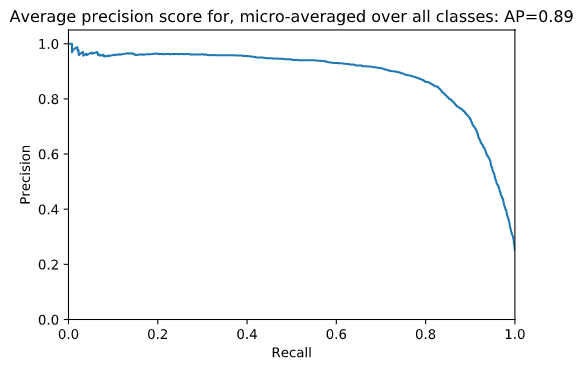 Average precision score for, micro-averaged over all classes: AP=0.89
1.0
0.8
0.6
0.4
0.2
0.0
Precision
0.0 0.2 0.4 0.6 0.8 1.0
Recall